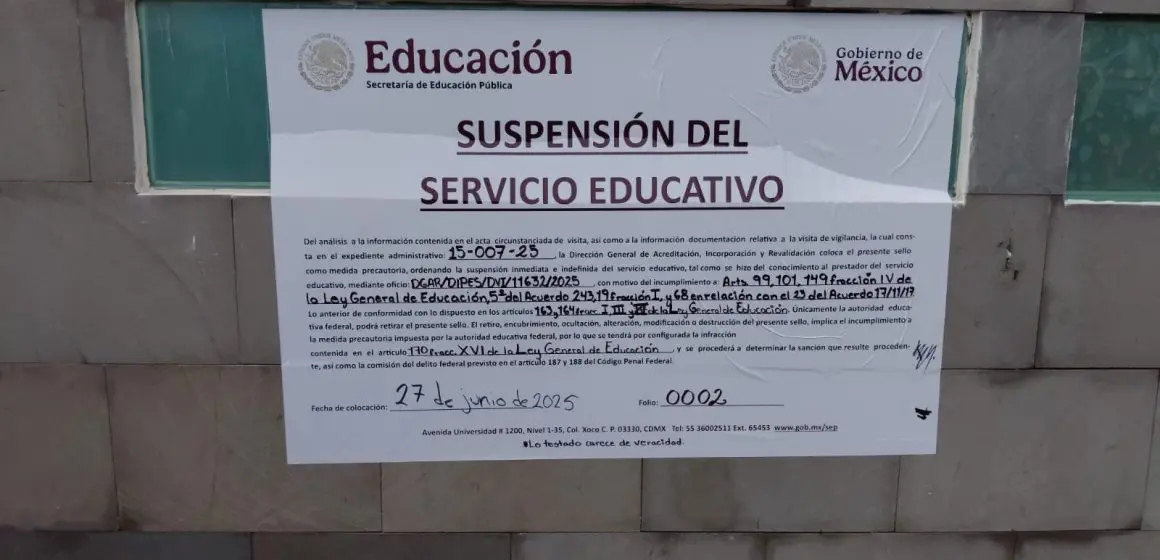 Educación
Secretaría de Educación Pública
Gobierno de
México
SUSPENSIÓN DEL
SERVICIO EDUCATIVO
Del análisis a la información contenida en el acta circunstanciada de visita, así como a la información documentación relativa a la visita de vigilancia, la cual cons-
ta en el expediente administrativo: 15-007-25, la Dirección General de Acreditación, Incorporación y Revalidación coloca el presente sello
como medida precautoria, ordenando la suspensión inmediata e indefinida del servicio educativo, tal como se hizo del conocimiento al prestador del servicio
educativo, mediante oficio: DGAR/DIPES/DVI/11632/2025, con motivo del incumplimiento a: Arts. 99, 101, 149 fracción IV de
la Ley General de Educación, 5° del Acuerdo 243, 19 fracción I, y 68 en relación con el 23 del Acuerdo 17/11/17
Lo anterior de conformidad con lo dispuesto en los artículos 163, 164 fracc. I, III y de la Ley General de Educación. Únicamente la autoridad educa-
tiva federal, podrá retirar el presente sello. El retiro, encubrimiento, ocultación, alteración, modificación o destrucción del presente sello, implica el incumplimiento a
la medida precautoria impuesta por la autoridad educativa federal, por lo que se tendrá por configurada la infracción
contenida en el artículo 170 fracc. XVI de la Ley General de Educación, y se procederá a determinar la sanción que resulte proceden-
te, así como la comisión del delito federal previsto en el artículo 187 y 188 del Código Penal Federal.
Fecha de colocación: 27 de junio de 2025 Folio: 0002
Avenida Universidad # 1200, Nivel 1-35, Col. Xoco C. P. 03330, CDMX Tel: 55 36002511 Ext. 65453 www.gob.mx/sep
*Lo testado carece de veracidad.